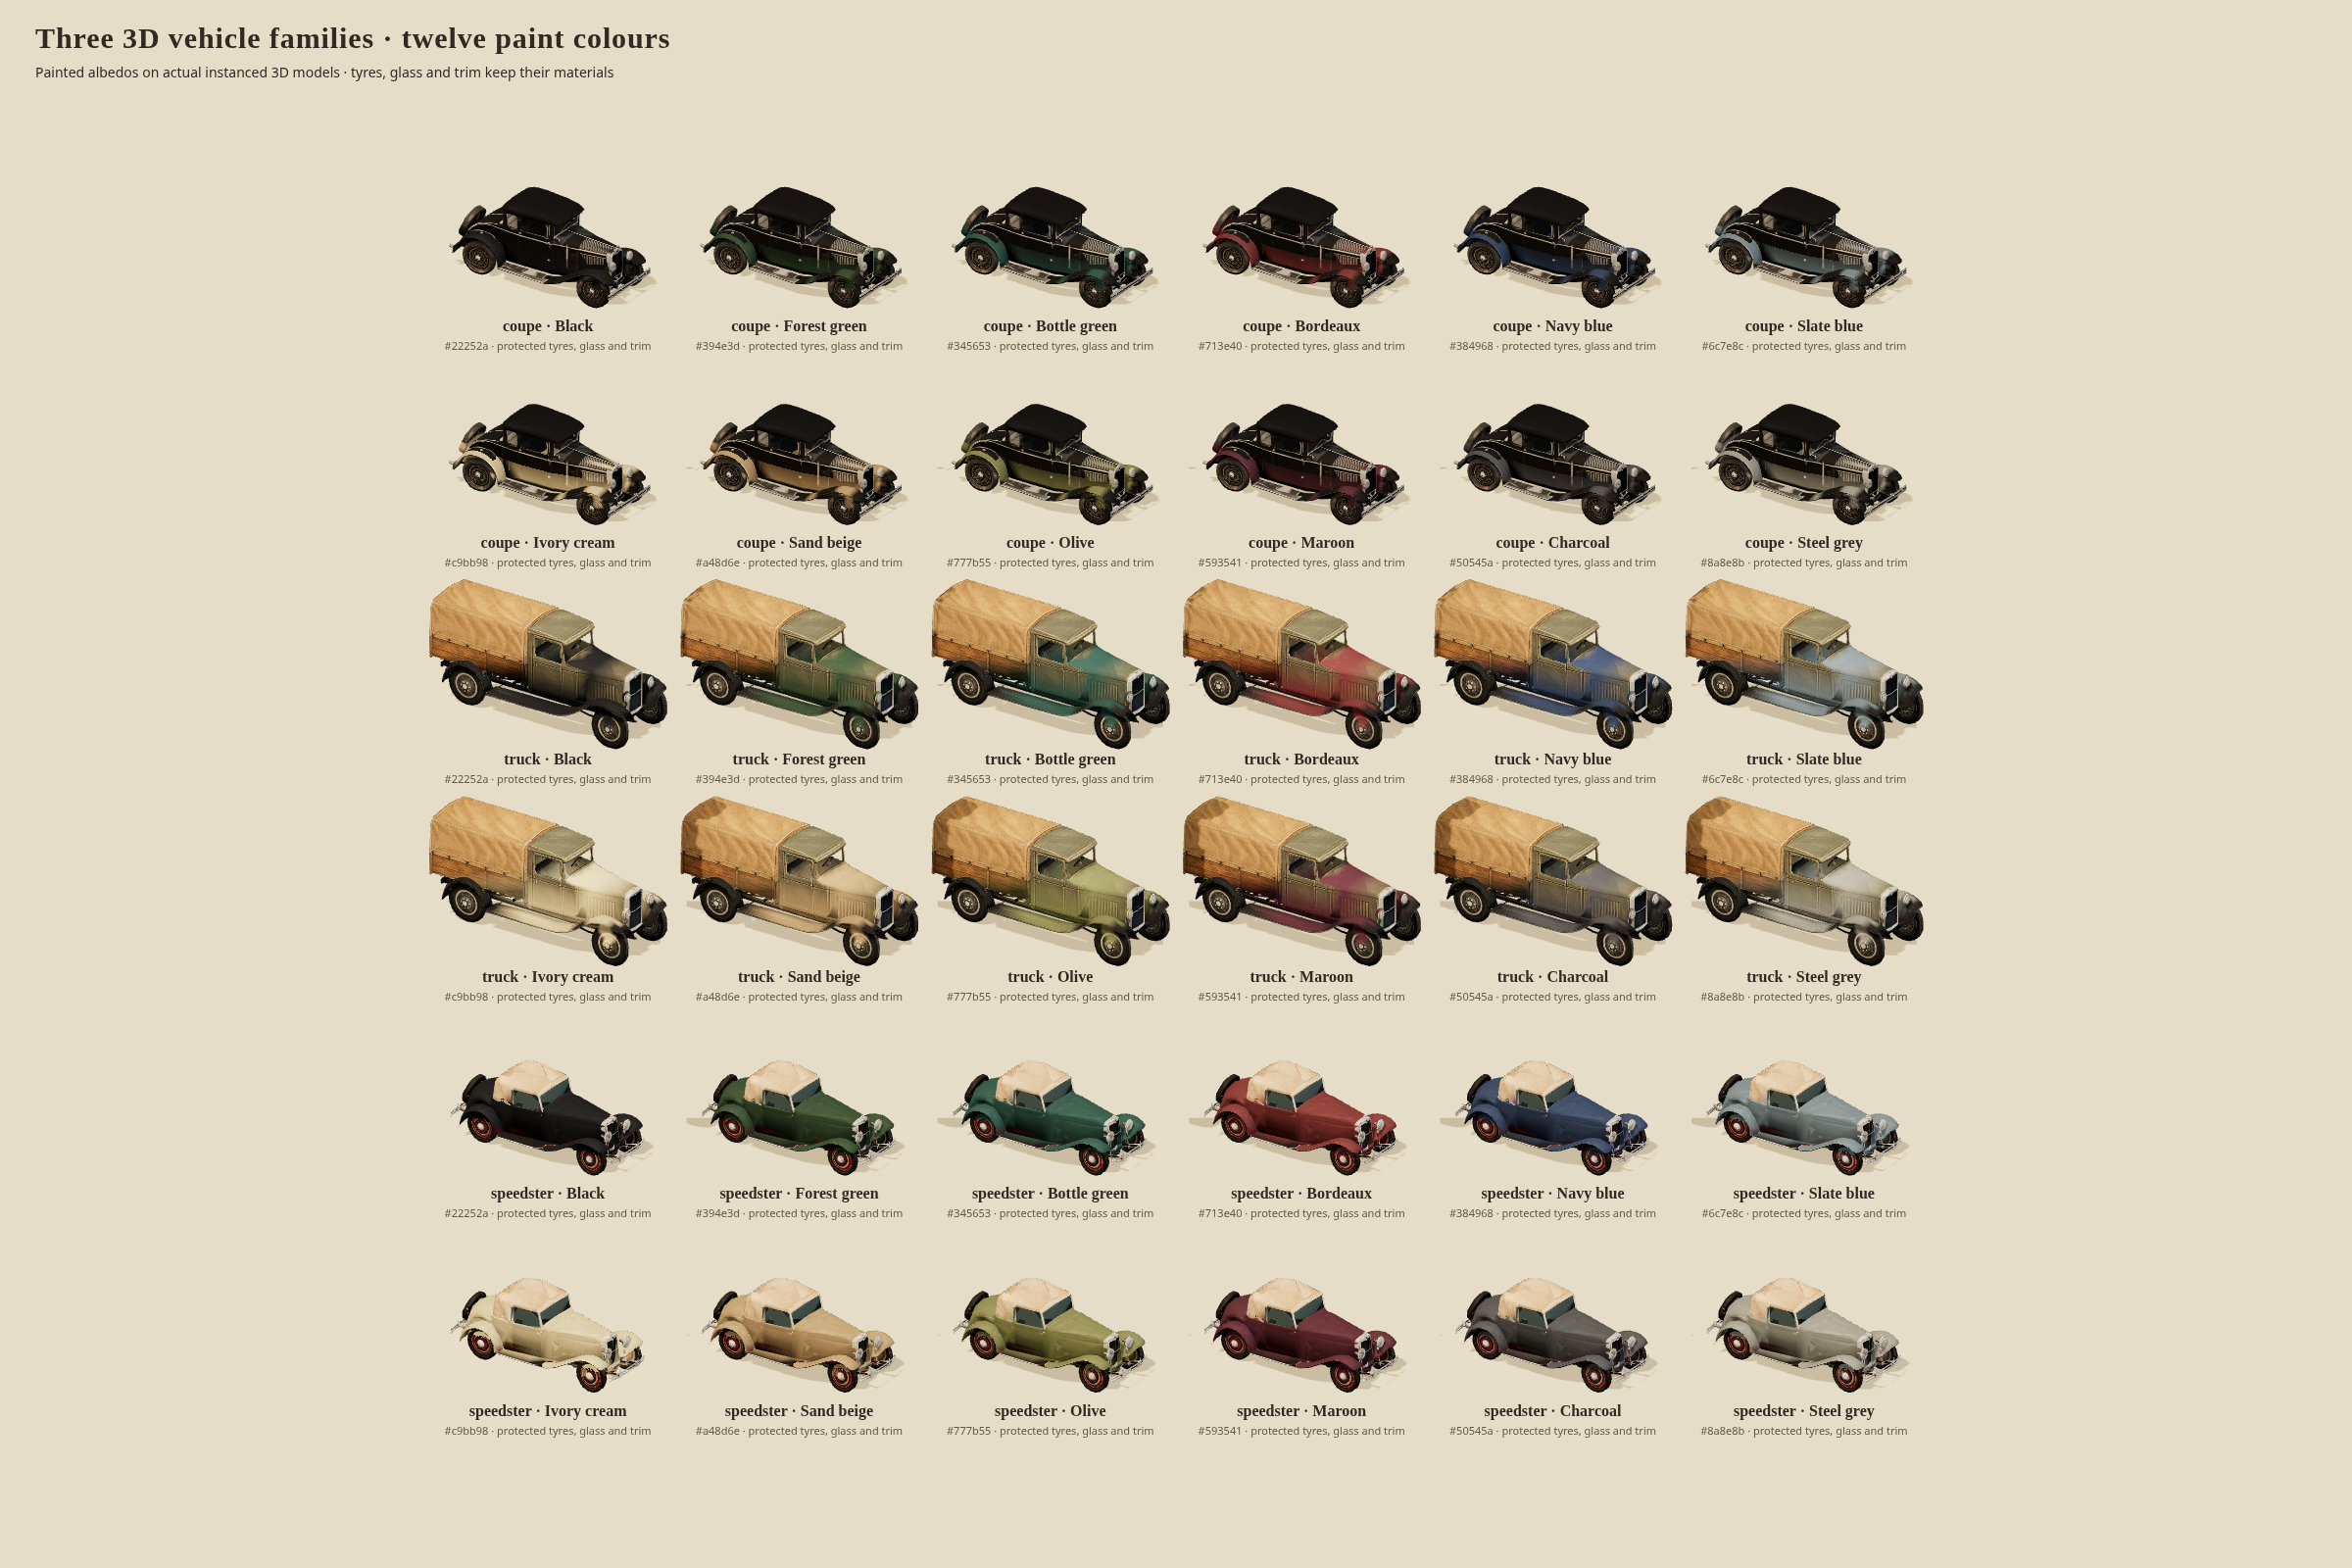 Three 3D vehicle families · twelve paint colours
Painted albedos on actual instanced 3D models · tyres, glass and trim keep their materials
coupe · Black
#22252a · protected tyres, glass and trim
coupe · Forest green
#394e3d · protected tyres, glass and trim
coupe · Bottle green
#345653 · protected tyres, glass and trim
coupe · Bordeaux
#713e40 · protected tyres, glass and trim
coupe · Navy blue
#384968 · protected tyres, glass and trim
coupe · Slate blue
#6c7e8c · protected tyres, glass and trim
coupe · Ivory cream
#c9bb98 · protected tyres, glass and trim
coupe · Sand beige
#a48d6e · protected tyres, glass and trim
coupe · Olive
#777b55 · protected tyres, glass and trim
coupe · Maroon
#593541 · protected tyres, glass and trim
coupe · Charcoal
#50545a · protected tyres, glass and trim
coupe · Steel grey
#8a8e8b · protected tyres, glass and trim
truck · Black
#22252a · protected tyres, glass and trim
truck · Forest green
#394e3d · protected tyres, glass and trim
truck · Bottle green
#345653 · protected tyres, glass and trim
truck · Bordeaux
#713e40 · protected tyres, glass and trim
truck · Navy blue
#384968 · protected tyres, glass and trim
truck · Slate blue
#6c7e8c · protected tyres, glass and trim
truck · Ivory cream
#c9bb98 · protected tyres, glass and trim
truck · Sand beige
#a48d6e · protected tyres, glass and trim
truck · Olive
#777b55 · protected tyres, glass and trim
truck · Maroon
#593541 · protected tyres, glass and trim
truck · Charcoal
#50545a · protected tyres, glass and trim
truck · Steel grey
#8a8e8b · protected tyres, glass and trim
speedster · Black
#22252a · protected tyres, glass and trim
speedster · Forest green
#394e3d · protected tyres, glass and trim
speedster · Bottle green
#345653 · protected tyres, glass and trim
speedster · Bordeaux
#713e40 · protected tyres, glass and trim
speedster · Navy blue
#384968 · protected tyres, glass and trim
speedster · Slate blue
#6c7e8c · protected tyres, glass and trim
speedster · Ivory cream
#c9bb98 · protected tyres, glass and trim
speedster · Sand beige
#a48d6e · protected tyres, glass and trim
speedster · Olive
#777b55 · protected tyres, glass and trim
speedster · Maroon
#593541 · protected tyres, glass and trim
speedster · Charcoal
#50545a · protected tyres, glass and trim
speedster · Steel grey
#8a8e8b · protected tyres, glass and trim